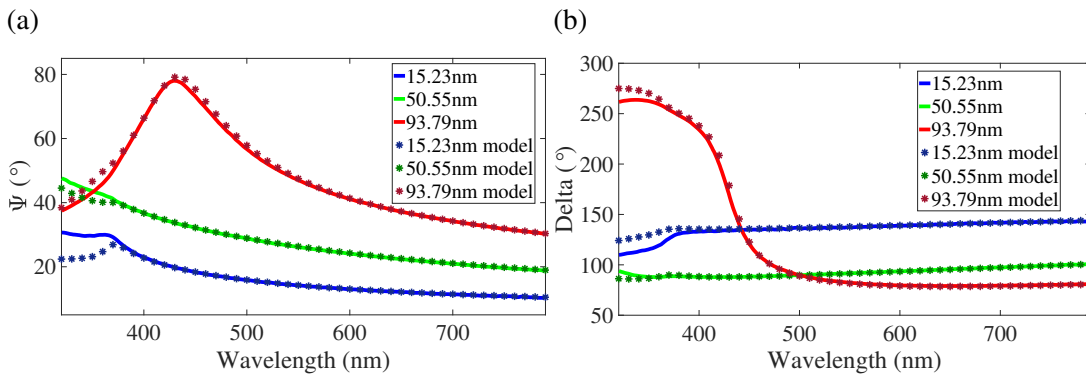 (a)
80
60
40
20
Ψ (°)
400
500
600
700
Wavelength (nm)
15.23nm
50.55nm
93.79nm
15.23nm model
50.55nm model
93.79nm model
(b)
300
250
200
150
100
50
Delta (°)
400
500
600
700
Wavelength (nm)
15.23nm
50.55nm
93.79nm
15.23nm model
50.55nm model
93.79nm model